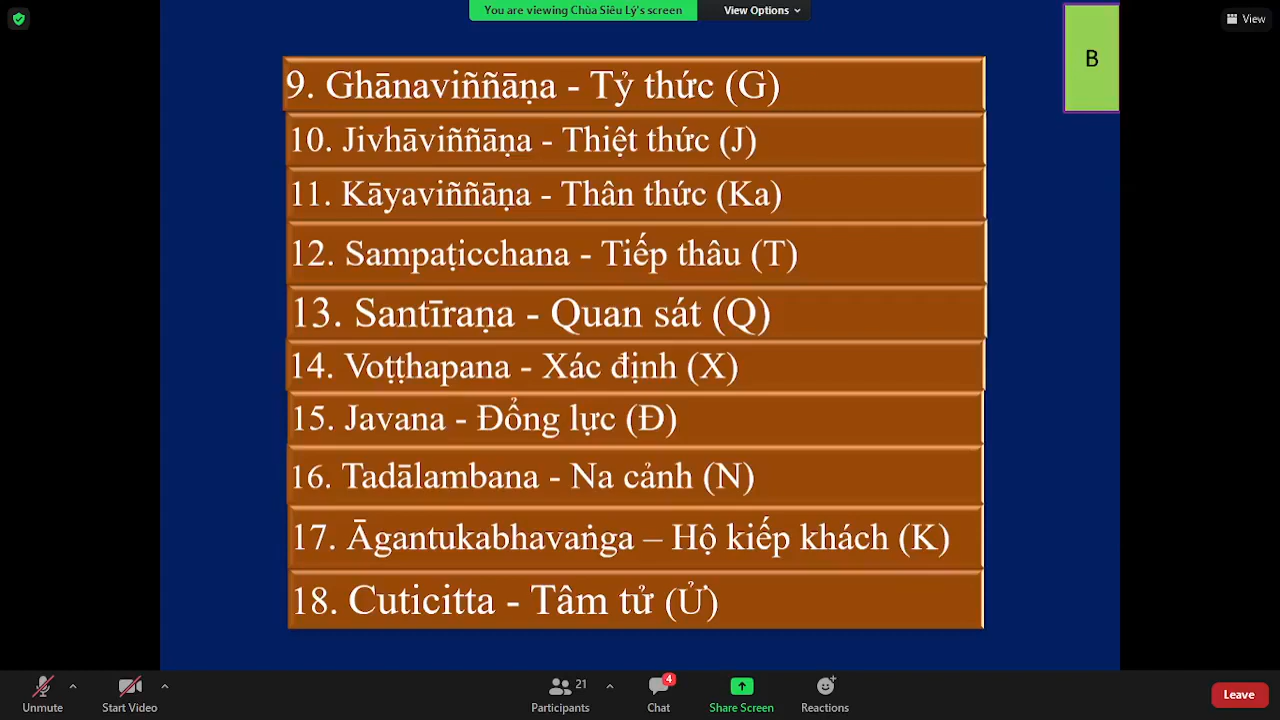 You are viewing Chùa Siêu Lý's screen
View Options
View
B
9. Ghānaviññāṇa - Tỷ thức (G)
10. Jivhāviññāṇa - Thiệt thức (J)
11. Kāyaviññāṇa - Thân thức (Ka)
12. Sampaṭicchana - Tiếp thâu (T)
13. Santīraṇa - Quan sát (Q)
14. Voṭṭhapana - Xác định (X)
15. Javana - Đổng lực (Đ)
16. Tadālambana - Na cảnh (N)
17. Āgantukabhavaṅga – Hộ kiếp khách (K)
18. Cuticitta - Tâm tử (Ử)
Unmute
Start Video
21
Participants
4
Chat
Share Screen
Reactions
Leave